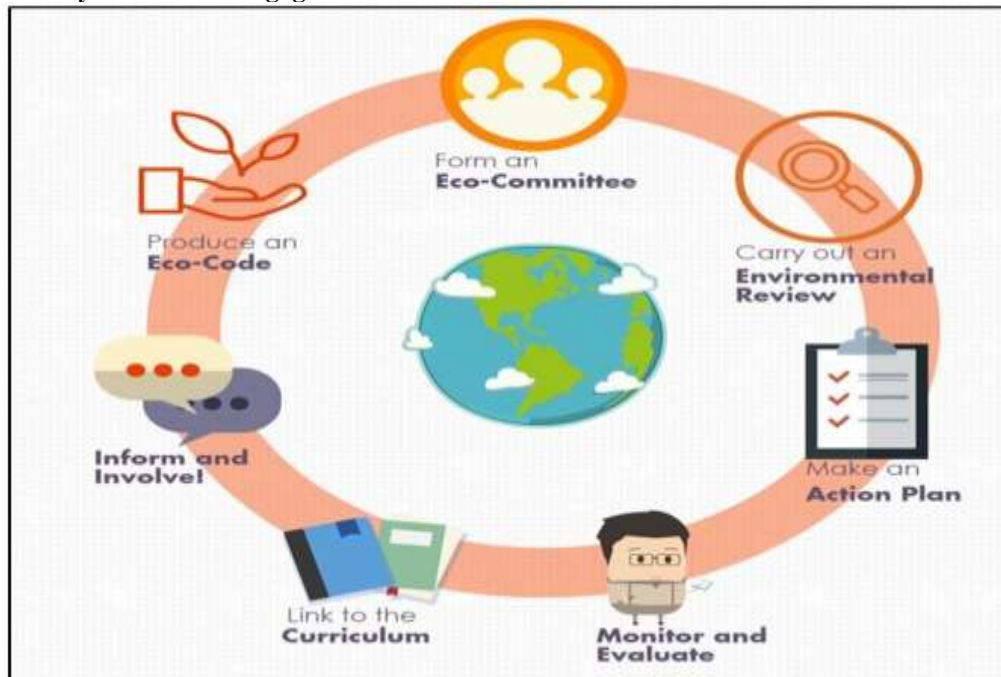 Form an
Eco-Committee
Carry out an
Environmental
Review
Make an
Action Plan
Monitor and
Evaluate
Link to the
Curriculum
Inform and
Involve!
Produce an
Eco-Code